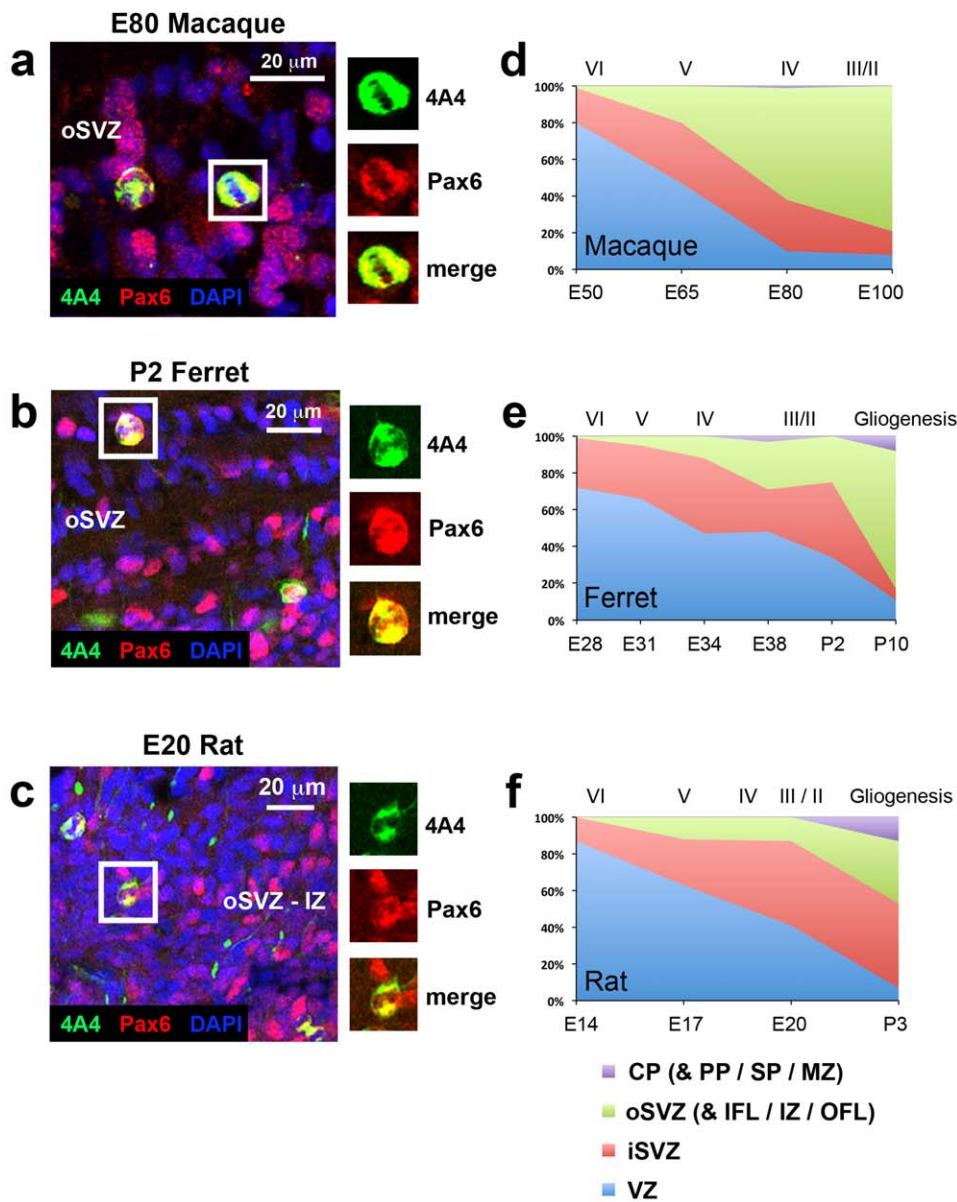 E80 Macaque
a
20 μm
oSVZ
4A4 Pax6 DAPI
4A4
Pax6
merge
d
VI V IV III/II
100%
80%
60%
40%
20%
0%
Macaque
E50 E65 E80 E100
P2 Ferret
b
20 μm
oSVZ
4A4 Pax6 DAPI
4A4
Pax6
merge
e
VI V IV III/II Gliogenesis
100%
80%
60%
40%
20%
0%
Ferret
E28 E31 E34 E38 P2 P10
E20 Rat
c
20 μm
oSVZ - IZ
4A4 Pax6 DAPI
4A4
Pax6
merge
f
VI V IV III / II Gliogenesis
100%
80%
60%
40%
20%
0%
Rat
E14 E17 E20 P3
CP (& PP / SP / MZ)
oSVZ (& IFL / IZ / OFL)
iSVZ
VZ